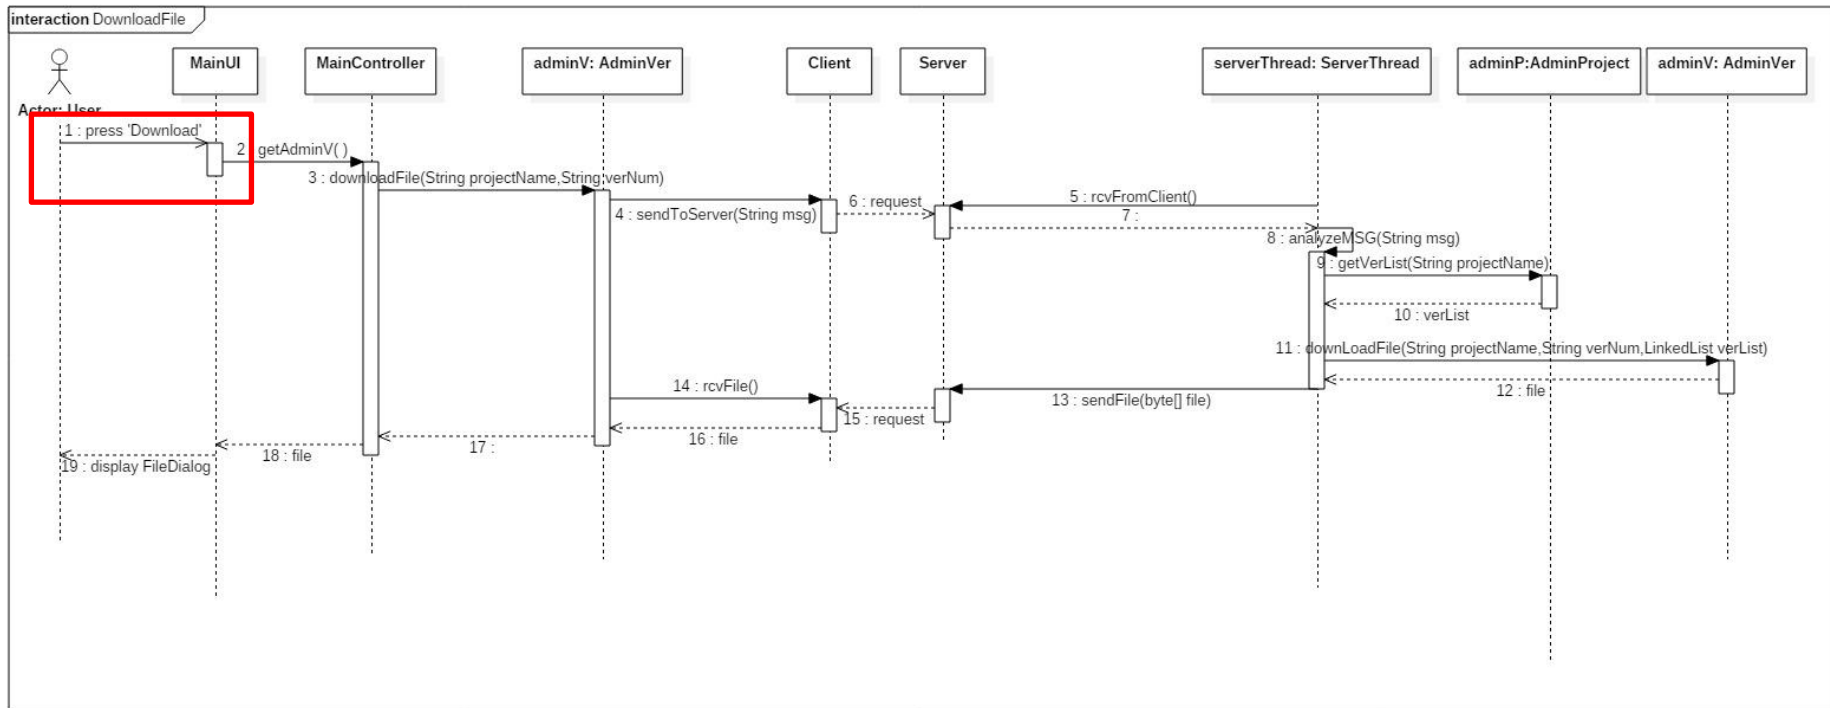 interaction DownloadFile
MainUI
MainController
adminV: AdminVer
Client
Server
serverThread: ServerThread
adminP:AdminProject
adminV: AdminVer
Actor: User
1 : press 'Download'
2 : getAdminV( )
3 : downloadFile(String projectName,String verNum)
4 : sendToServer(String msg)
6 : request
5 : rcvFromClient()
7 :
8 : analyzeMSG(String msg)
9 : getVerList(String projectName)
10 : verList
11 : downLoadFile(String projectName,String verNum,LinkedList verList)
12 : file
13 : sendFile(byte[] file)
14 : rcvFile()
15 : request
16 : file
17 :
18 : file
19 : display FileDialog